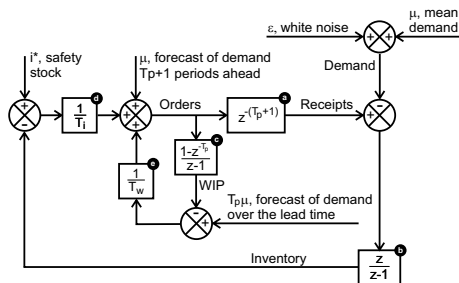 ε, white noise
μ, mean
demand
i*, safety
stock
μ, forecast of demand
Tp+1 periods ahead
Demand
Orders
Receipts
d
1
Ti
a
z-(Tp+1)
c
1-z-Tp
z-1
e
1
Tw
WIP
Tpμ, forecast of demand
over the lead time
Inventory
b
z
z-1